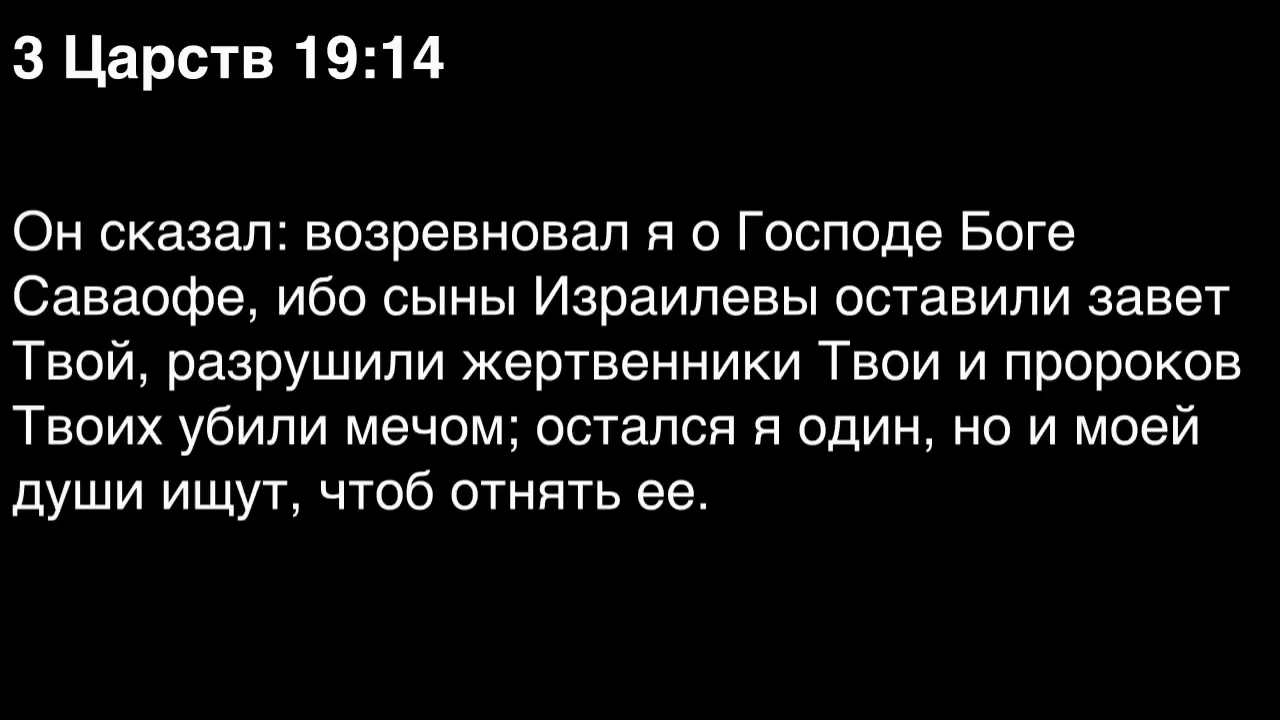 3 Царств 19:14
Он сказал: возревновал я о Господе Боге
Саваофе, ибо сыны Израилевы оставили завет
Твой, разрушили жертвенники Твои и пророков
Твоих убили мечом; остался я один, но и моей
души ищут, чтоб отнять ее.